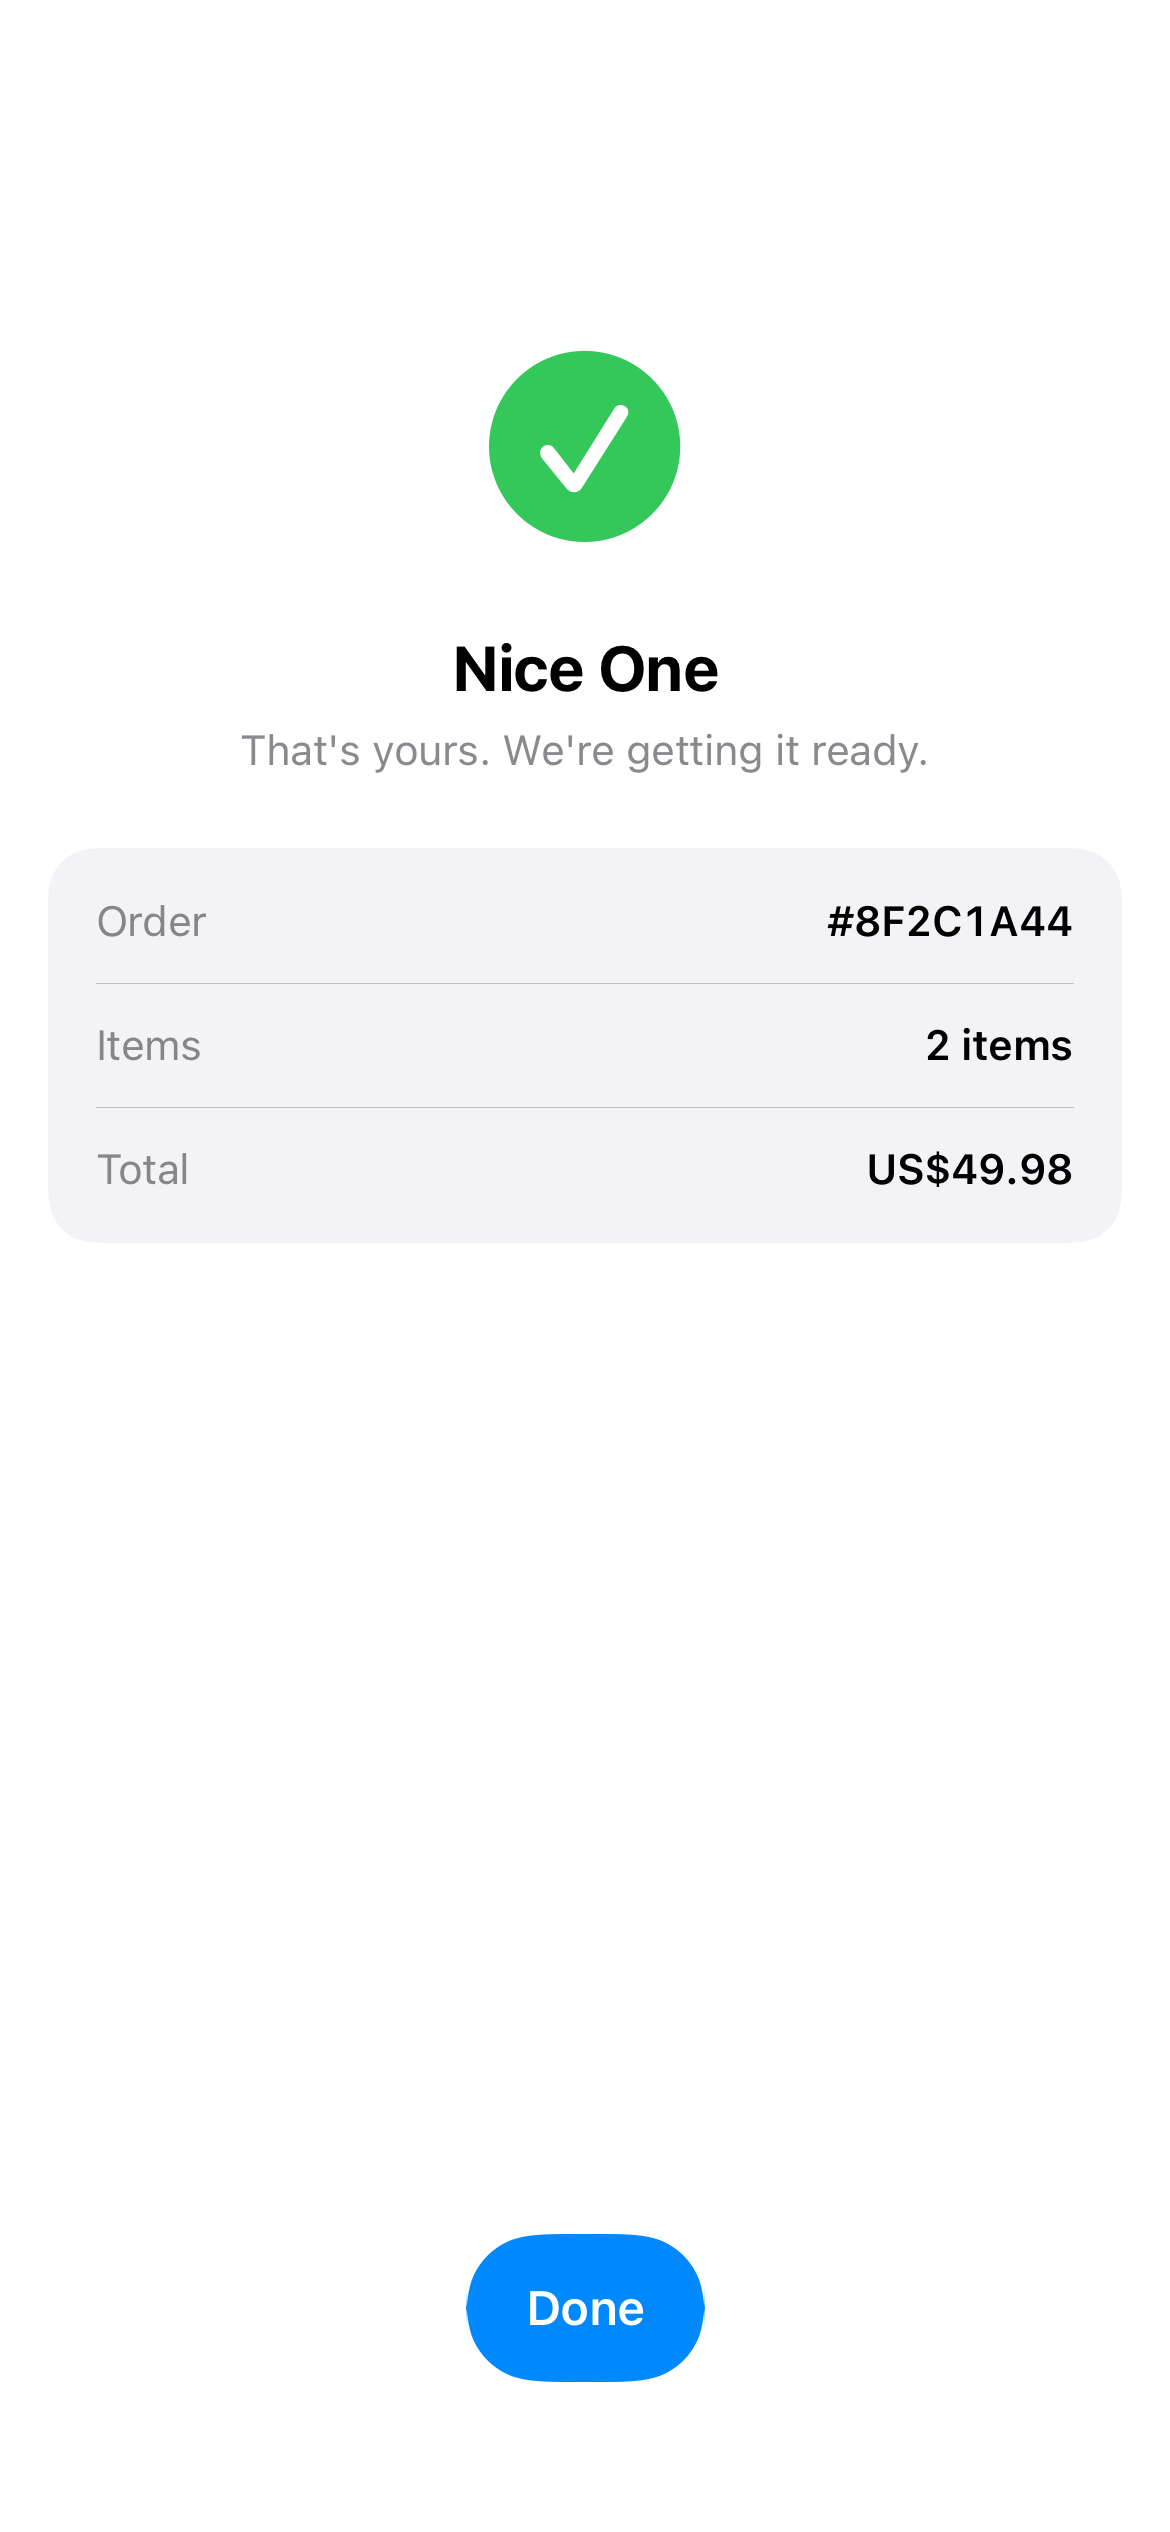 Nice One
That's yours. We're getting it ready.
Order #8F2C1A44
Items 2 items
Total US$49.98
Done